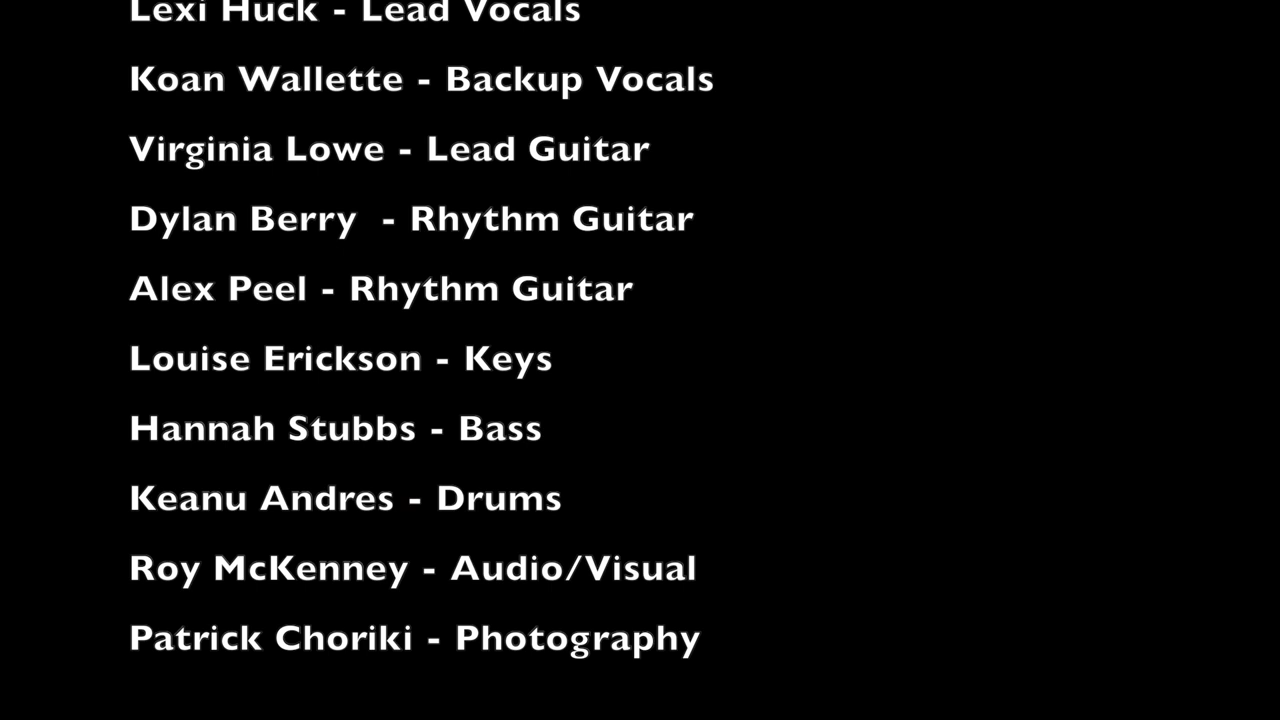 Lexi Huck - Lead Vocals
Koan Wallette - Backup Vocals
Virginia Lowe - Lead Guitar
Dylan Berry  - Rhythm Guitar
Alex Peel - Rhythm Guitar
Louise Erickson - Keys
Hannah Stubbs - Bass
Keanu Andres - Drums
Roy McKenney - Audio/Visual
Patrick Choriki - Photography